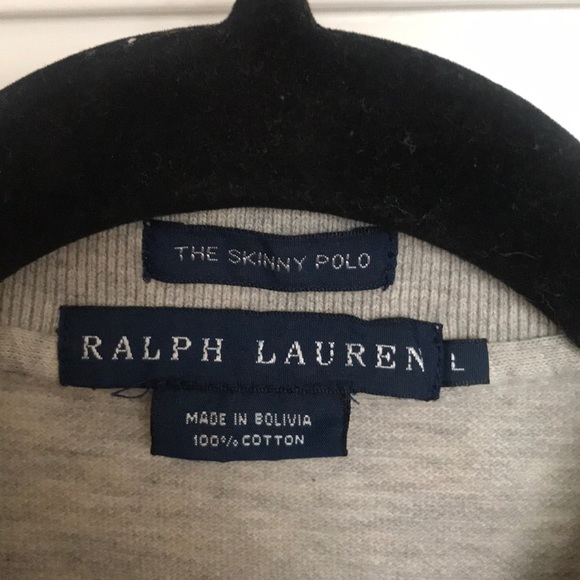 THE SKINNY POLO
RALPH LAUREN L
MADE IN BOLIVIA
100% COTTON